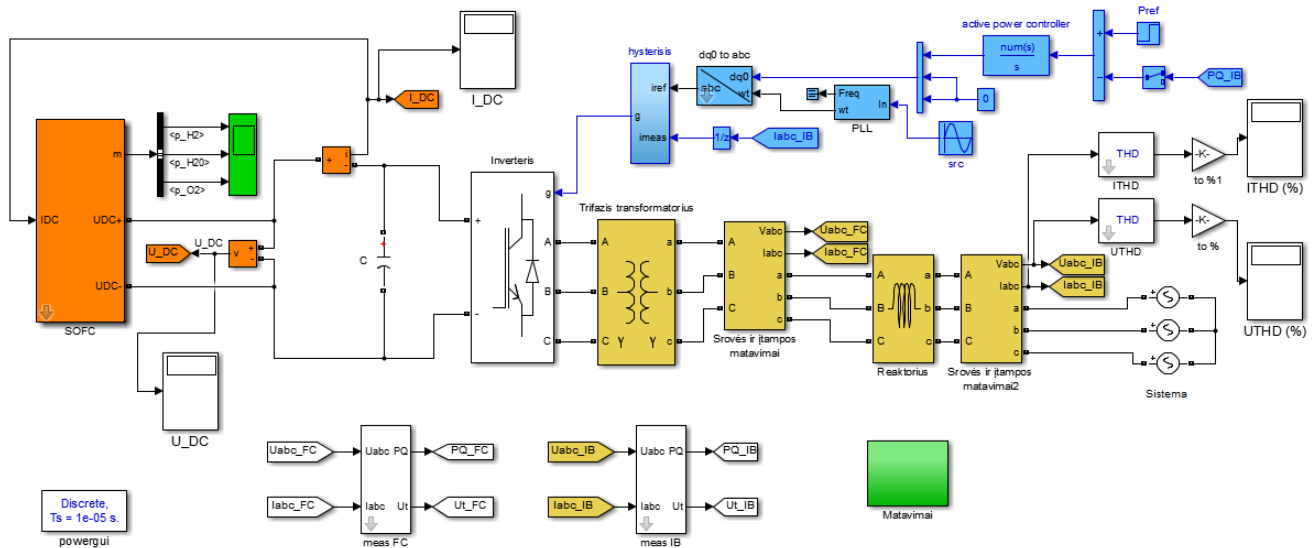 I_DC
I_DC
SOFC
IDC
m
UDC+
UDC-
<p_H2>
<p_H20>
<p_O2>
+
i
-
U_DC
U_DC
v
+
-
U_DC
+
C
Inverteris
g
+
-
A
B
C
hysterisis
iref
g
imeas
dq0 to abc
dq0
abc
wt
Freq
wt
In
PLL
src
1/z
Iabc_IB
active power controller
num(s)
s
0
Pref
+
-
PQ_IB
Trifazis transformatorius
A
B
C
a
b
c
Y
Y
A
B
C
Vabc
Iabc
a
b
c
Srovės ir įtampos
matavimai
Uabc_FC
Iabc_FC
A
B
C
a
b
c
Reaktorius
A
B
C
Vabc
Iabc
a
b
c
Srovės ir įtampos
matavimai2
Uabc_IB
Iabc_IB
+
+
+
Sistema
THD
ITHD
-K-
to %1
ITHD (%)
THD
UTHD
-K-
to %
UTHD (%)
Uabc_FC
Iabc_FC
Uabc
PQ
Iabc
Ut
meas FC
PQ_FC
Ut_FC
Uabc_IB
Iabc_IB
Uabc
PQ
Iabc
Ut
meas IB
PQ_IB
Ut_IB
Matavimai
Discrete,
Ts = 1e-05 s.
powergui